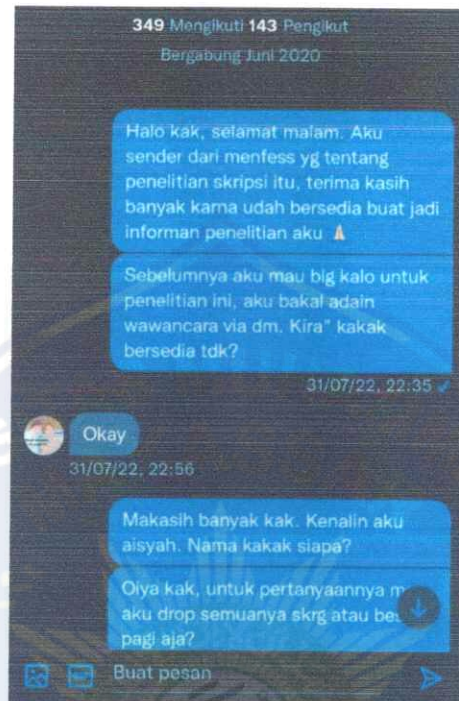 349 Mengikuti 143 Pengikut
Bergabung Juni 2020
Halo kak, selamat malam. Aku
sender dari menfess yg tentang
penelitian skripsi itu, terima kasih
banyak karna udah bersedia buat jadi
informan penelitian aku 🙏🏻
Sebelumnya aku mau blg kalo untuk
penelitian ini, aku bakal adain
wawancara via dm. Kira" kakak
bersedia tdk?
31/07/22, 22:35 ✓
Okay
31/07/22, 22:56
Makasih banyak kak. Kenalin aku
aisyah. Nama kakak siapa?
Oiya kak, untuk pertanyaannya
aku drop semuanya skrg atau
pagi aja?
Buat pesan